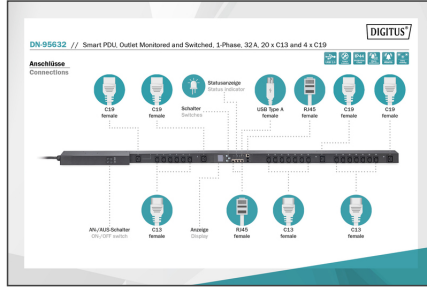 DIGITUS®
DN-95632 // Smart PDU, Outlet Monitored and Switched, 1-Phase, 32 A, 20 x C13 and 4 x C19
Anschlüsse
Connections
Statusanzeige
Status indicator
C19
female
C19
female
Schalter
Switches
USB Type A
female
RJ45
female
C19
female
C19
female
AN-/AUS-Schalter
ON-/OFF switch
C13
female
Anzeige
Display
RJ45
female
C13
female
C13
female